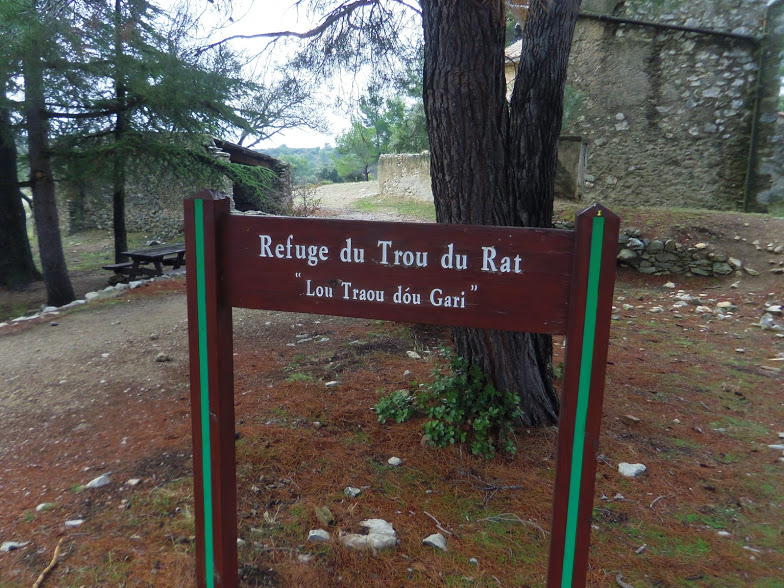 Refuge du Trou du Rat
"Lou Traou dóu Gari"